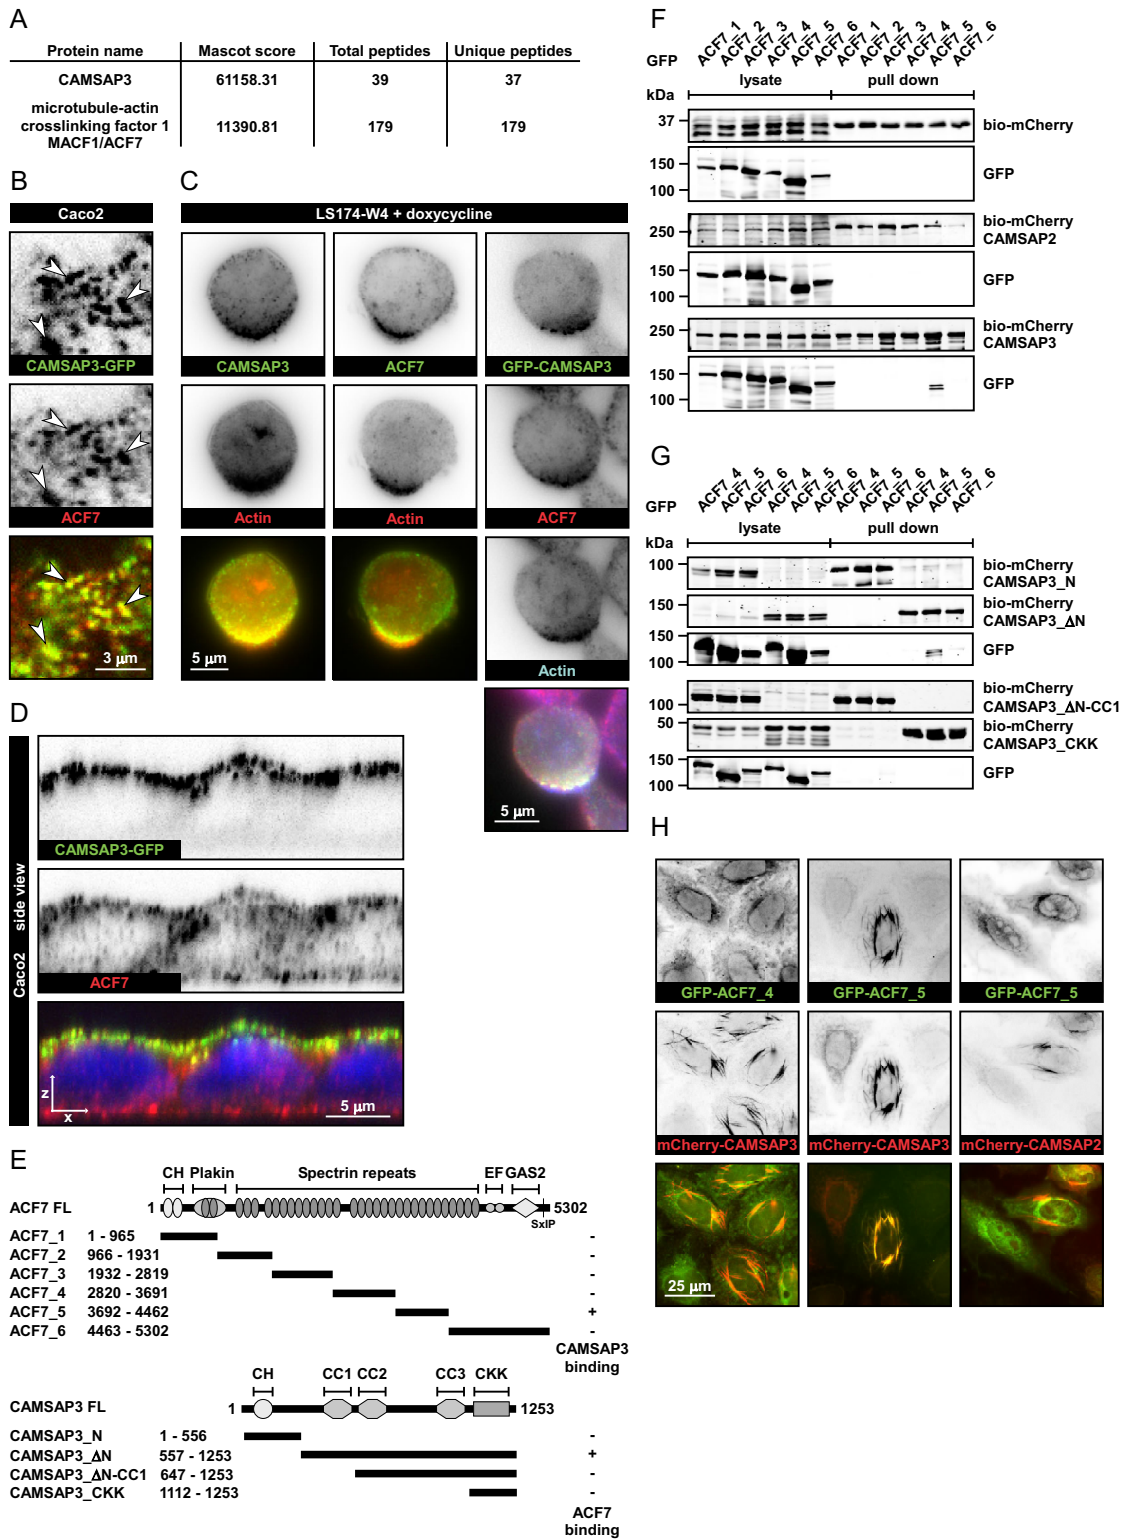 A
Protein name Mascot score Total peptides Unique peptides
CAMSAP3 61158.31 39 37
microtubule-actin
crosslinking factor 1 11390.81 179 179
MACF1/ACF7
B
Caco2
CAMSAP3-GFP
ACF7
3 µm
C
LS174-W4 + doxycycline
CAMSAP3 ACF7 GFP-CAMSAP3
Actin Actin ACF7
5 µm
Actin
5 µm
D
Caco2 side view
CAMSAP3-GFP
ACF7
z
x
5 µm
E
CH Plakin Spectrin repeats EF GAS2
ACF7 FL 1 5302
SxIP
ACF7_1 1 - 965 -
ACF7_2 966 - 1931 -
ACF7_3 1932 - 2819 -
ACF7_4 2820 - 3691 -
ACF7_5 3692 - 4462 +
ACF7_6 4463 - 5302 -
CAMSAP3
binding
CH CC1 CC2 CC3 CKK
CAMSAP3 FL 1 1253
CAMSAP3_N 1 - 556 -
CAMSAP3_ΔN 557 - 1253 +
CAMSAP3_ΔN-CC1 647 - 1253 -
CAMSAP3_CKK 1112 - 1253 -
ACF7
binding
F
GFP ACF7_1 ACF7_2 ACF7_3 ACF7_4 ACF7_5 ACF7_6 ACF7_1 ACF7_2 ACF7_3 ACF7_4 ACF7_5 ACF7_6
lysate pull down
kDa
37 bio-mCherry
150
GFP
100
bio-mCherry
250 CAMSAP2
150
GFP
100
250 bio-mCherry
CAMSAP3
150
GFP
100
G
GFP ACF7_4 ACF7_5 ACF7_6 ACF7_4 ACF7_5 ACF7_6 ACF7_4 ACF7_5 ACF7_6 ACF7_4 ACF7_5 ACF7_6
lysate pull down
kDa
100 bio-mCherry
CAMSAP3_N
150 bio-mCherry
CAMSAP3_ΔN
150
GFP
100
bio-mCherry
100 CAMSAP3_ΔN-CC1
50 bio-mCherry
CAMSAP3_CKK
150
GFP
100
H
GFP-ACF7_4 GFP-ACF7_5 GFP-ACF7_5
mCherry-CAMSAP3 mCherry-CAMSAP3 mCherry-CAMSAP2
25 µm